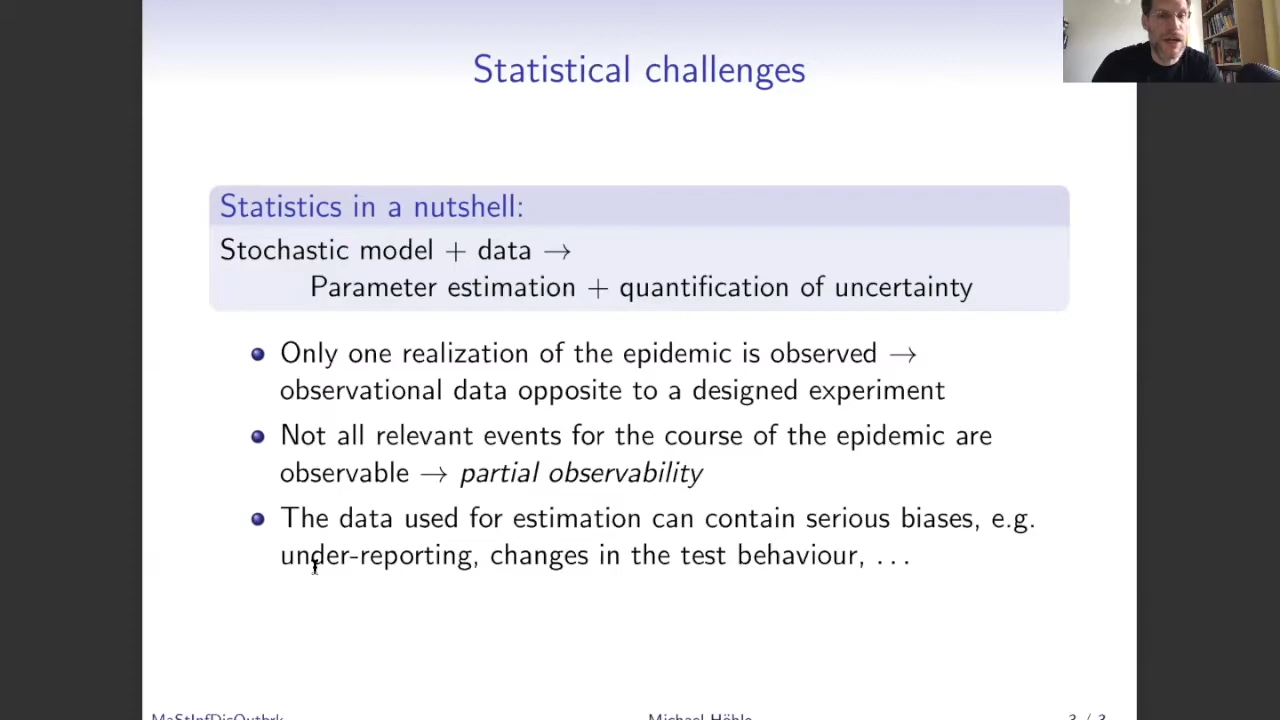 Statistical challenges
Statistics in a nutshell:
Stochastic model + data →
Parameter estimation + quantification of uncertainty
Only one realization of the epidemic is observed →
observational data opposite to a designed experiment
Not all relevant events for the course of the epidemic are
observable → partial observability
The data used for estimation can contain serious biases, e.g.
under-reporting, changes in the test behaviour, ...
MaStInfDisOutbrk Michael Höhle 3 / 3